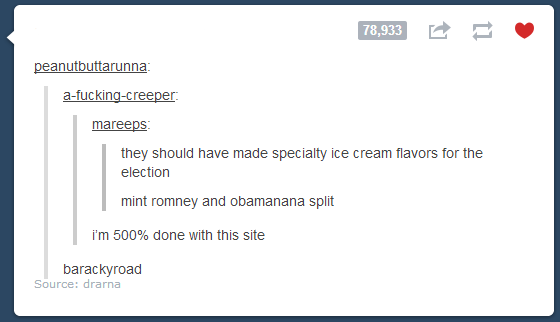 78,933
peanutbuttarunna:
a-fucking-creeper:
mareeps:
they should have made specialty ice cream flavors for the
election
mint romney and obamanana split
i'm 500% done with this site
barackyroad
Source: drarna